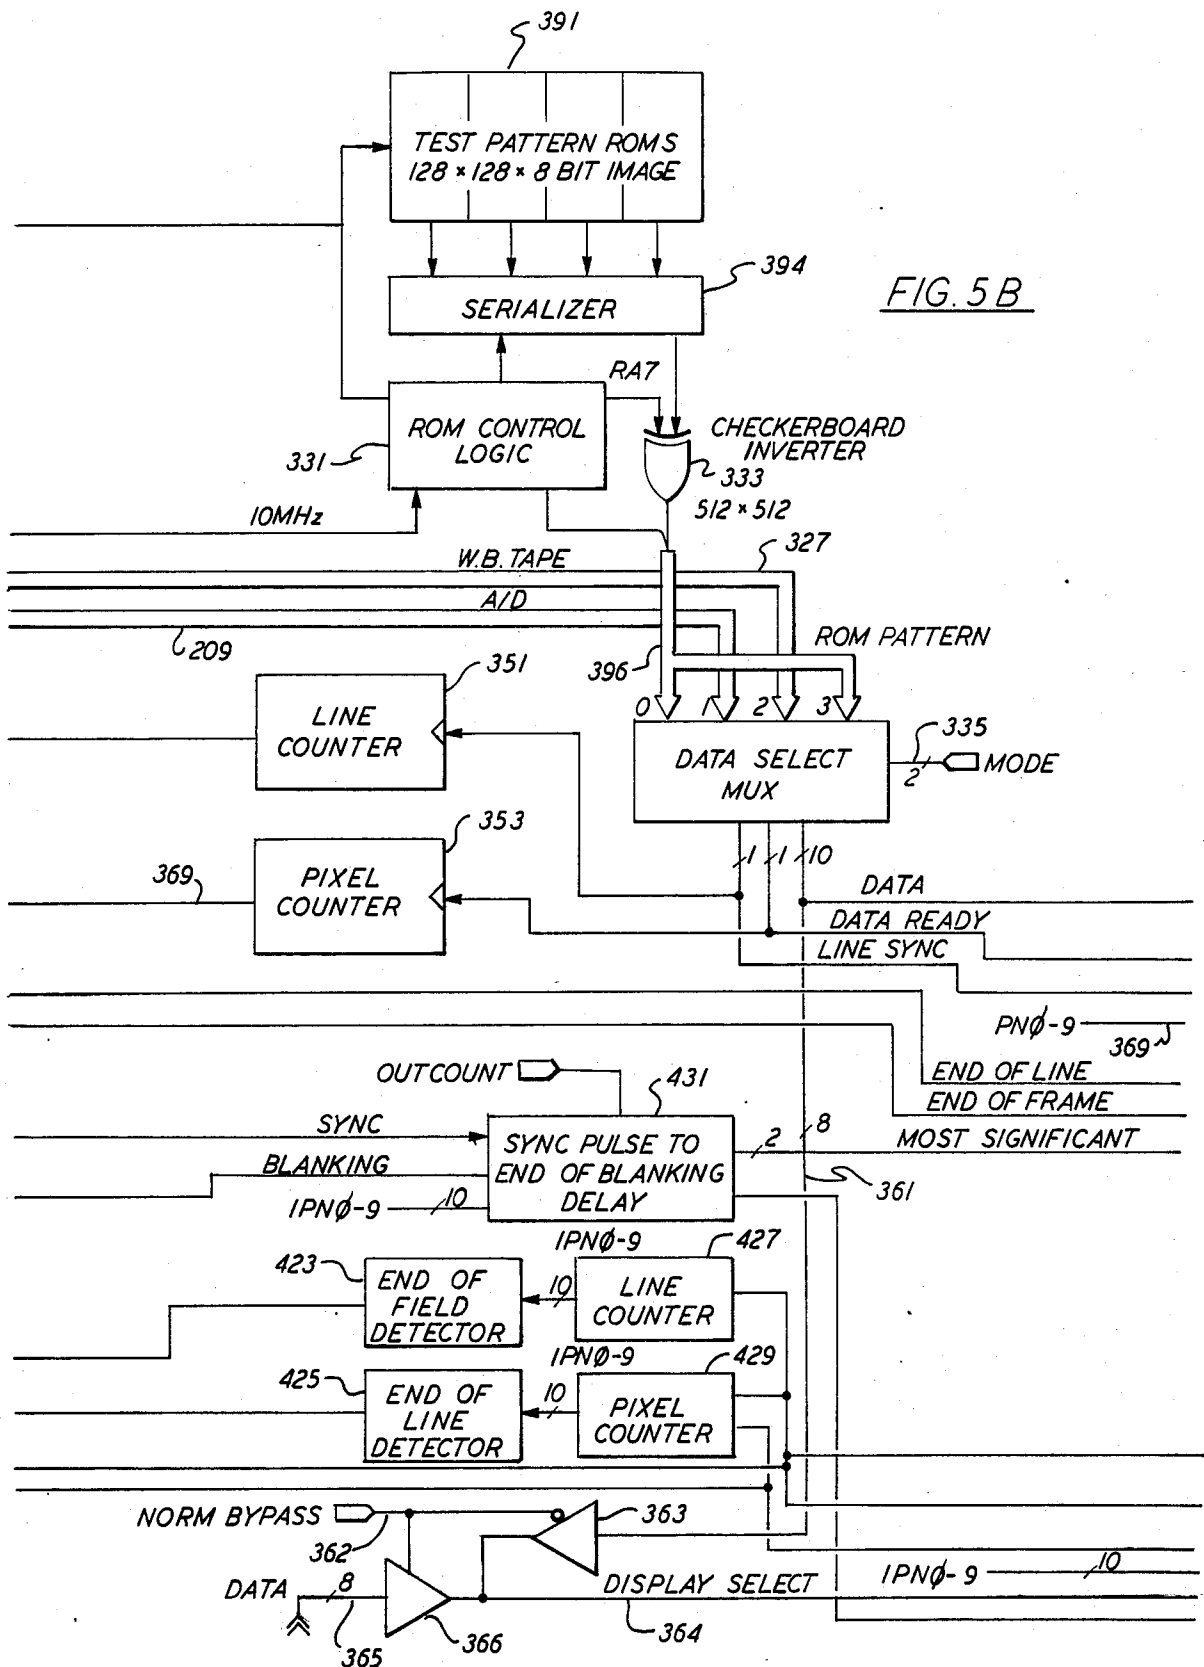 391
TEST PATTERN ROMS
128 × 128 × 8 BIT IMAGE
394
SERIALIZER
FIG. 5B
RA7
ROM CONTROL
LOGIC
331
CHECKERBOARD
INVERTER
333
512 × 512
10MHz
W.B. TAPE
327
A/D
209
ROM PATTERN
396
351
LINE
COUNTER
0
1
2
3
DATA SELECT
MUX
335
2
MODE
353
369
PIXEL
COUNTER
1
1
10
DATA
DATA READY
LINE SYNC
PNØ-9
369
END OF LINE
END OF FRAME
OUTCOUNT
431
SYNC
SYNC PULSE TO
END OF BLANKING
DELAY
2
8
MOST SIGNIFICANT
BLANKING
361
IPNØ-9
10
IPNØ-9
427
423
END OF
FIELD
DETECTOR
10
LINE
COUNTER
IPNØ-9
429
425
END OF
LINE
DETECTOR
10
PIXEL
COUNTER
NORM BYPASS
362
363
DATA
8
365
366
DISPLAY SELECT
364
IPNØ-9
10